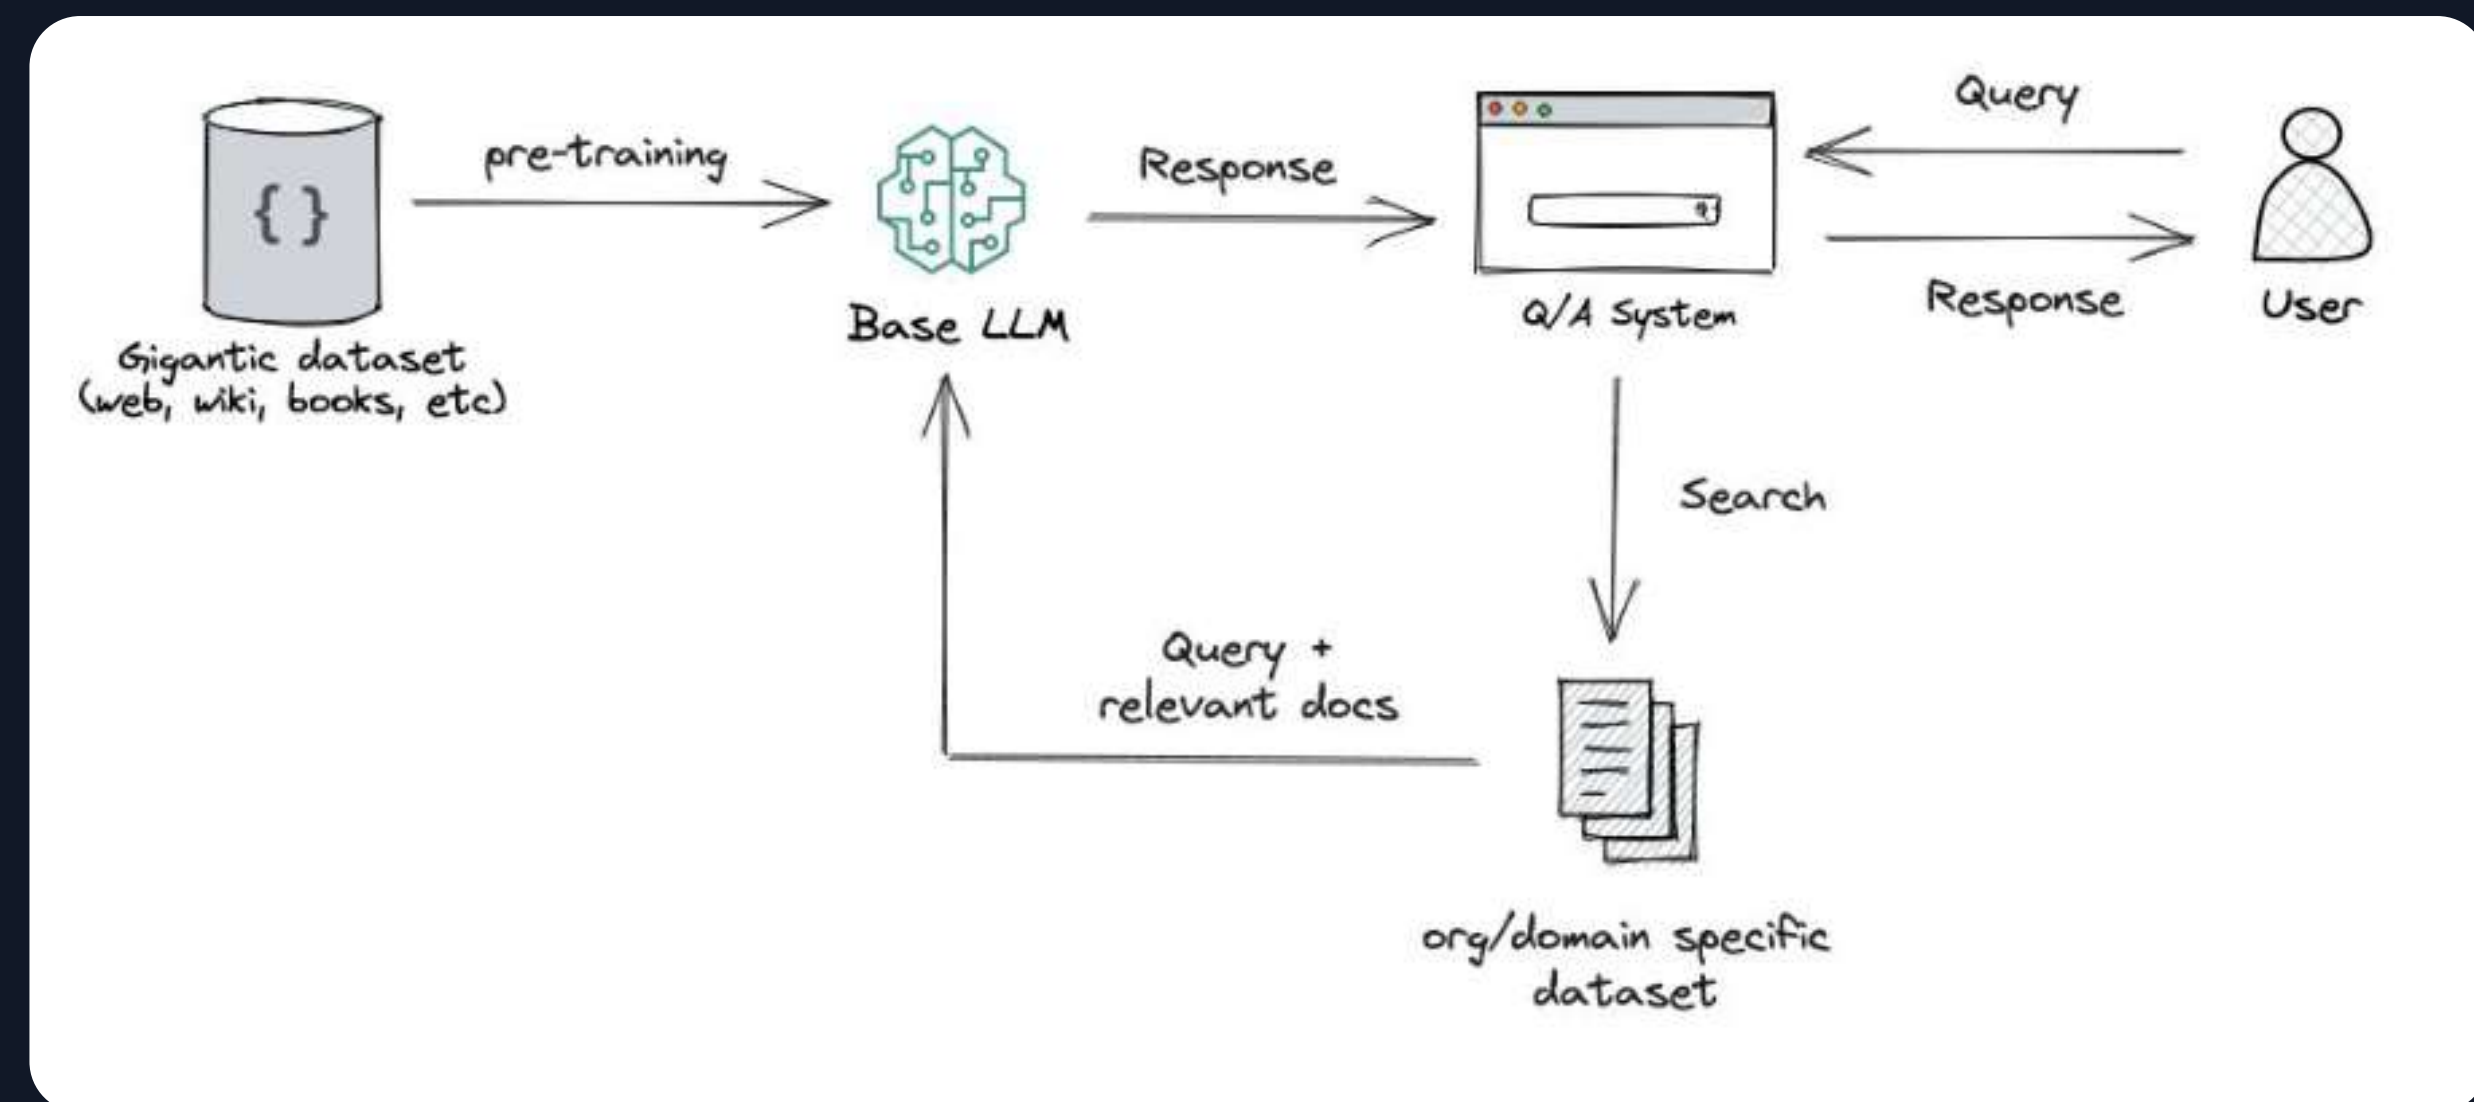 { }
pre-training
Response
Query
Response
Base LLM
Q/A System
User
Gigantic dataset
(web, wiki, books, etc)
Search
Query +
relevant docs
org/domain specific
dataset